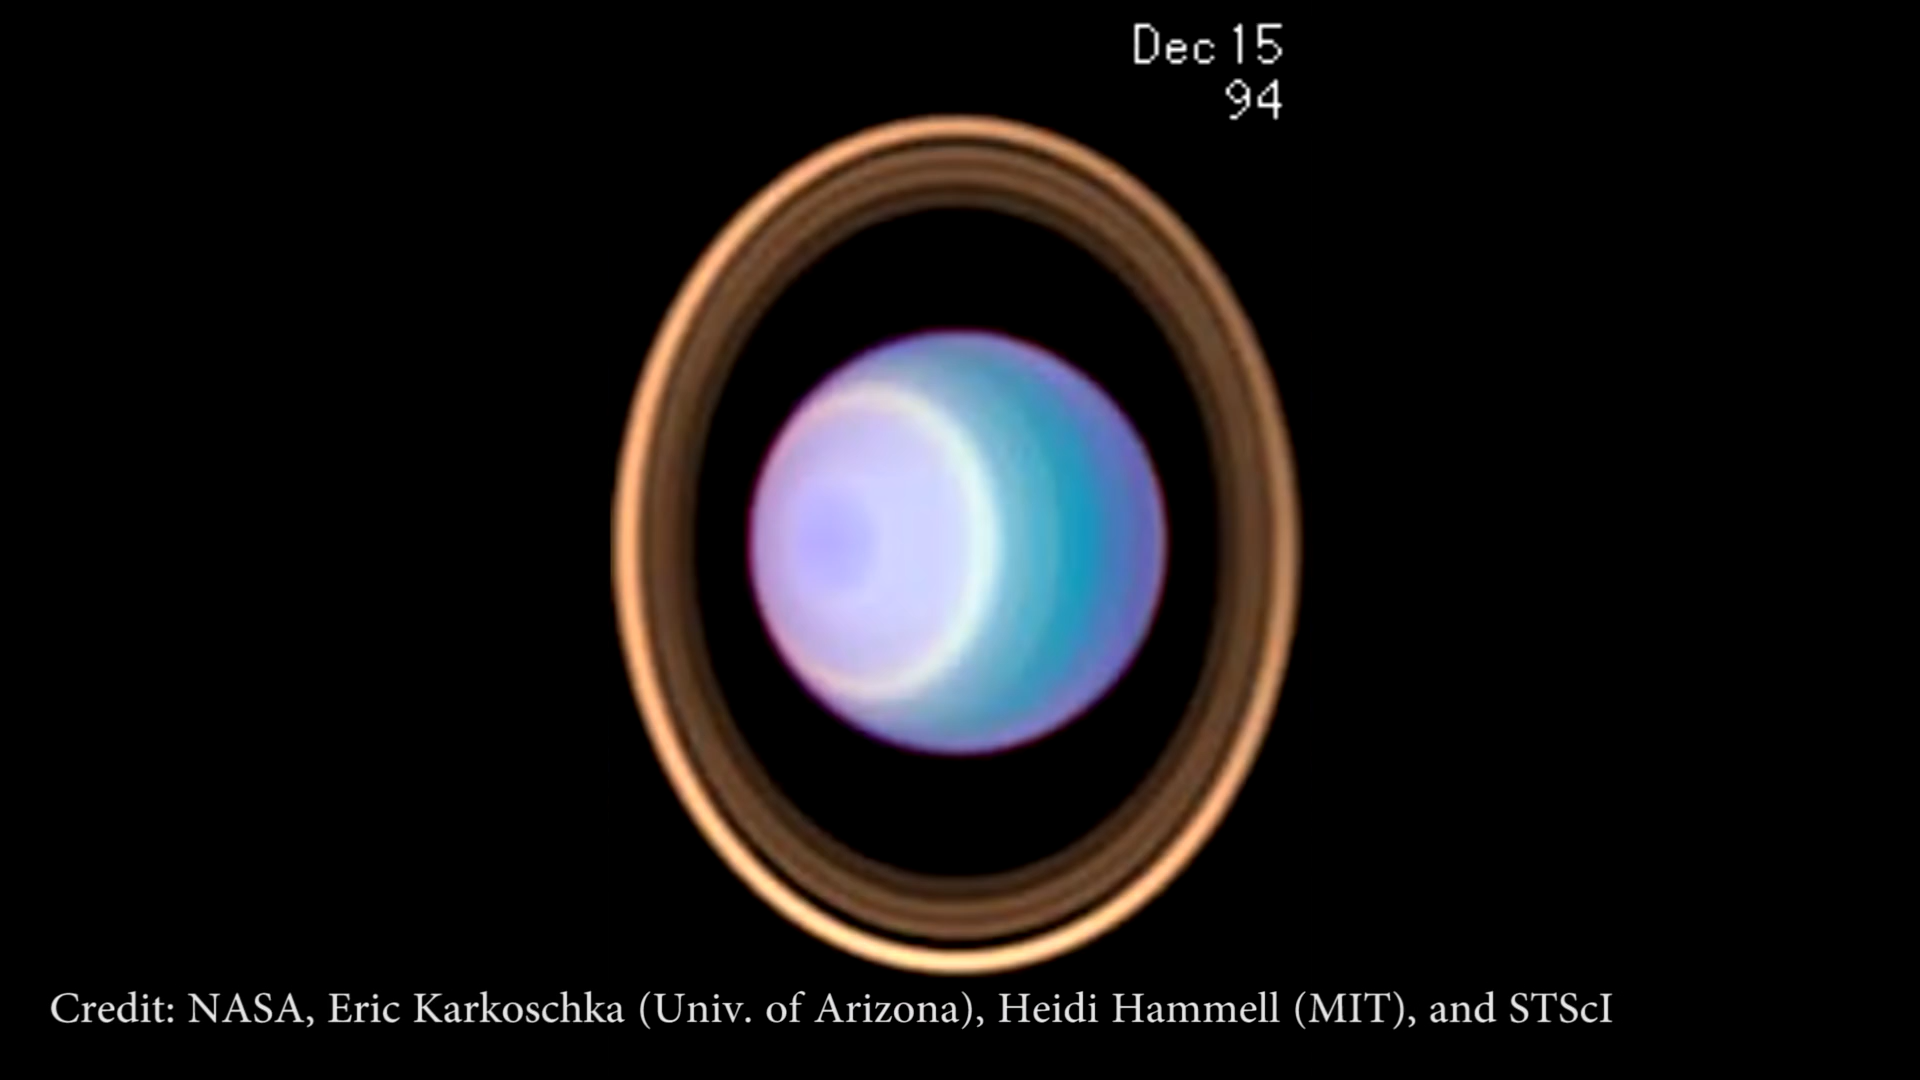 Dec 15
94
Credit: NASA, Eric Karkoschka (Univ. of Arizona), Heidi Hammell (MIT), and STScI